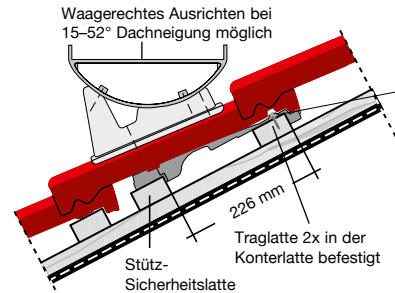 Waagerechtes Ausrichten bei
15–52° Dachneigung möglich
226 mm
Traglatte 2x in der
Konterlatte befestigt
Stütz-
Sicherheitslatte